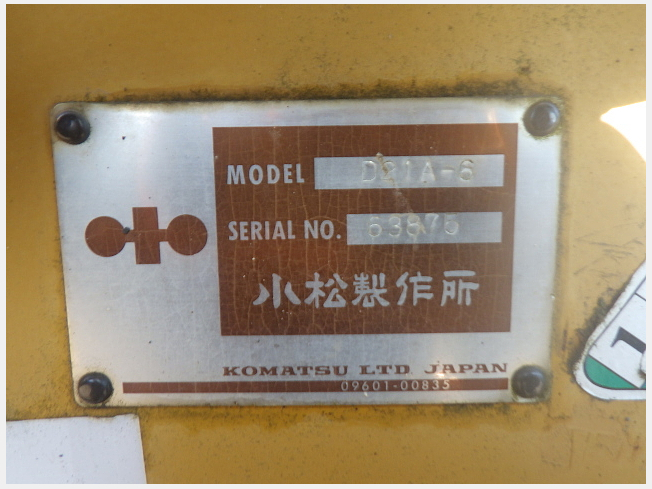 MODEL D21A-6
SERIAL NO. 63875
小松製作所
KOMATSU LTD. JAPAN
09601-00835